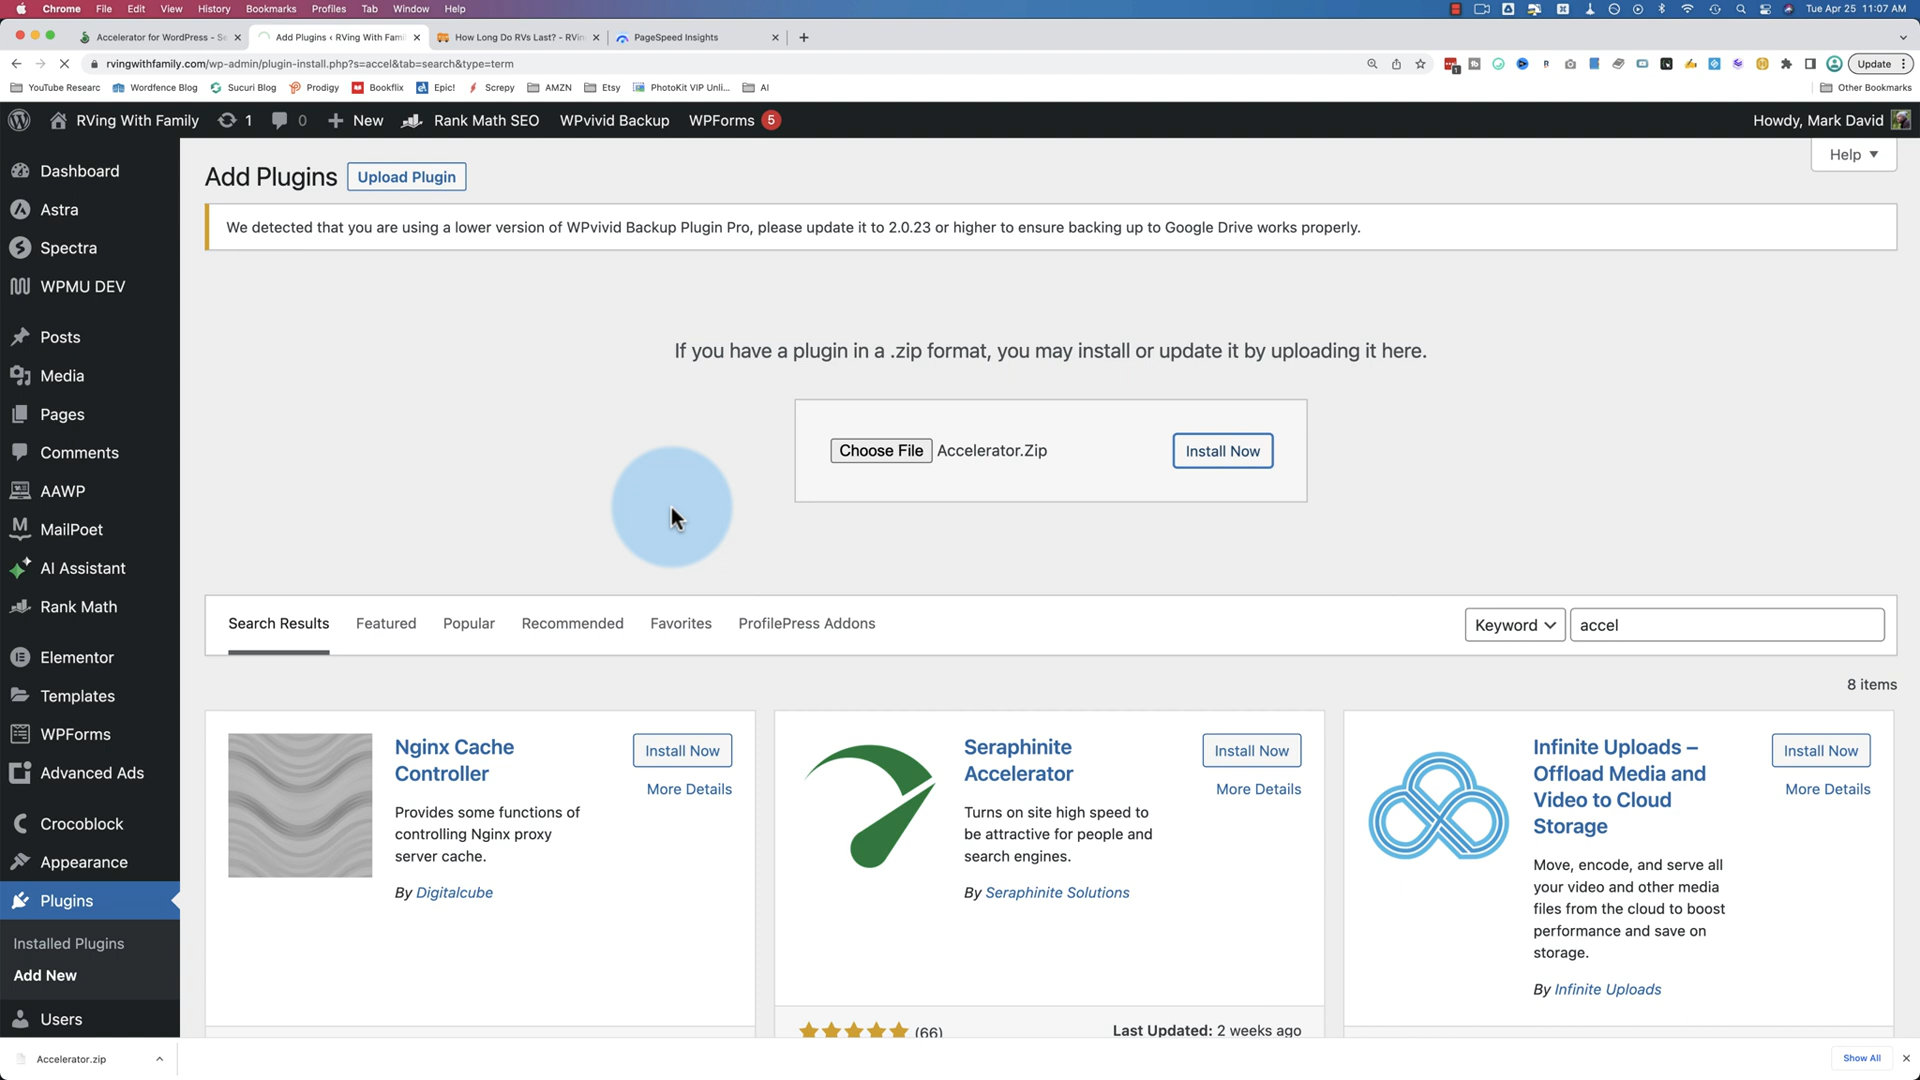 Chrome File Edit View History Bookmarks Profiles Tab Window Help Tue Apr 25 11:07 AM
Accelerator for WordPress - Se Add Plugins ‹ RVing With Fami How Long Do RVs Last? - RVin PageSpeed Insights
rvingwithfamily.com/wp-admin/plugin-install.php?s=accel&tab=search&type=term Update
YouTube Researc Wordfence Blog Sucuri Blog Prodigy Bookflix Epic! Screpy AMZN Etsy PhotoKit VIP Unli... AI Other Bookmarks
RVing With Family 1 0 New Rank Math SEO WPvivid Backup WPForms 5 Howdy, Mark David
Help
Dashboard
Astra
Spectra
WPMU DEV
Posts
Media
Pages
Comments
AAWP
MailPoet
AI Assistant
Rank Math
Elementor
Templates
WPForms
Advanced Ads
Crocoblock
Appearance
Plugins
Installed Plugins
Add New
Users
Add Plugins Upload Plugin
We detected that you are using a lower version of WPvivid Backup Plugin Pro, please update it to 2.0.23 or higher to ensure backing up to Google Drive works properly.
If you have a plugin in a .zip format, you may install or update it by uploading it here.
Choose File Accelerator.Zip Install Now
Search Results Featured Popular Recommended Favorites ProfilePress Addons Keyword accel
8 items
Nginx Cache
Controller
Install Now
More Details
Provides some functions of
controlling Nginx proxy
server cache.
By Digitalcube
Seraphinite
Accelerator
Install Now
More Details
Turns on site high speed to
be attractive for people and
search engines.
By Seraphinite Solutions
(66) Last Updated: 2 weeks ago
Infinite Uploads –
Offload Media and
Video to Cloud
Storage
Install Now
More Details
Move, encode, and serve all
your video and other media
files from the cloud to boost
performance and save on
storage.
By Infinite Uploads
Accelerator.zip Show All